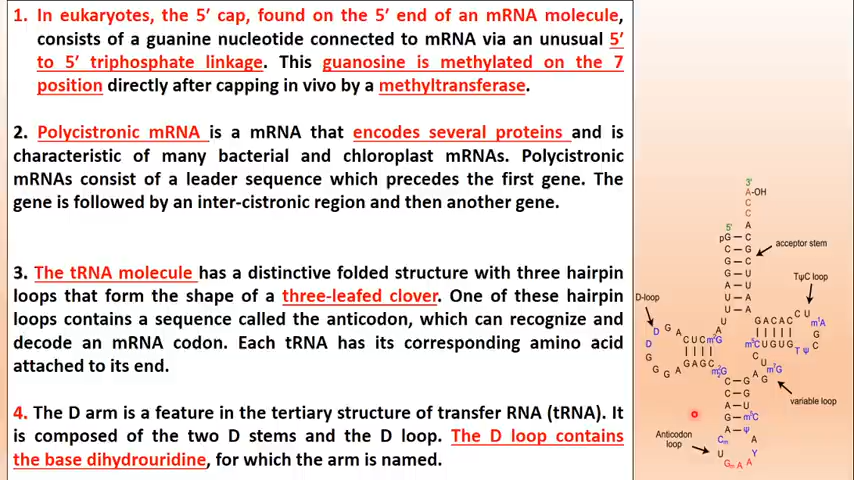 1. In eukaryotes, the 5′ cap, found on the 5′ end of an mRNA molecule,
consists of a guanine nucleotide connected to mRNA via an unusual 5′
to 5′ triphosphate linkage. This guanosine is methylated on the 7
position directly after capping in vivo by a methyltransferase.
2. Polycistronic mRNA is a mRNA that encodes several proteins and is
characteristic of many bacterial and chloroplast mRNAs. Polycistronic
mRNAs consist of a leader sequence which precedes the first gene. The
gene is followed by an inter-cistronic region and then another gene.
3. The tRNA molecule has a distinctive folded structure with three hairpin
loops that form the shape of a three-leafed clover. One of these hairpin
loops contains a sequence called the anticodon, which can recognize and
decode an mRNA codon. Each tRNA has its corresponding amino acid
attached to its end.
4. The D arm is a feature in the tertiary structure of transfer RNA (tRNA). It
is composed of the two D stems and the D loop. The D loop contains
the base dihydrouridine, for which the arm is named.
3′
A-OH
C
C
A
5′
pG C
C G
G C
G U
A U
U A
U A
acceptor stem
TψC loop
D-loop
variable loop
Anticodon
loop